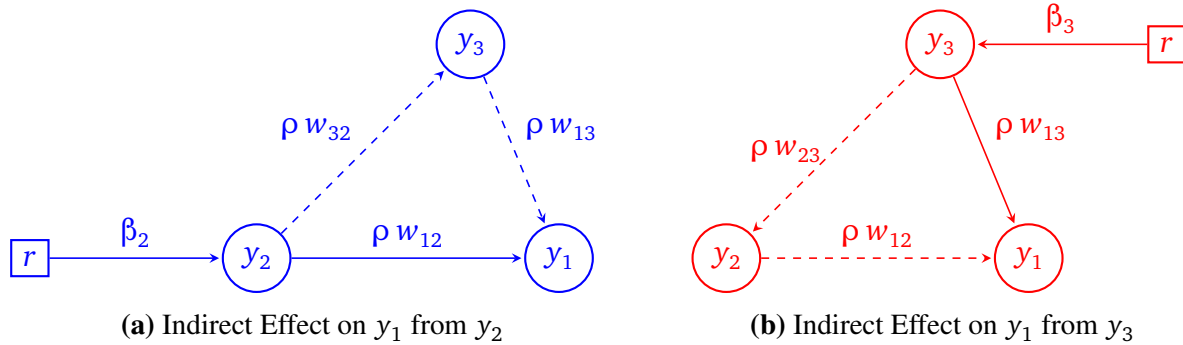 y₃
ρ w₃₂
ρ w₁₃
r
β₂
y₂
ρ w₁₂
y₁
(a) Indirect Effect on y₁ from y₂
y₃
β₃
r
ρ w₂₃
ρ w₁₃
y₂
ρ w₁₂
y₁
(b) Indirect Effect on y₁ from y₃